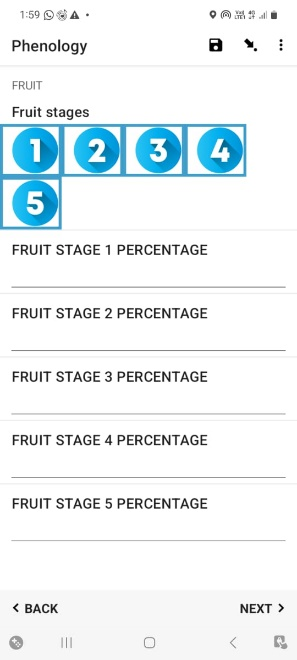 1:59
Phenology
FRUIT
Fruit stages
1 2 3 4
5
FRUIT STAGE 1 PERCENTAGE
FRUIT STAGE 2 PERCENTAGE
FRUIT STAGE 3 PERCENTAGE
FRUIT STAGE 4 PERCENTAGE
FRUIT STAGE 5 PERCENTAGE
BACK NEXT